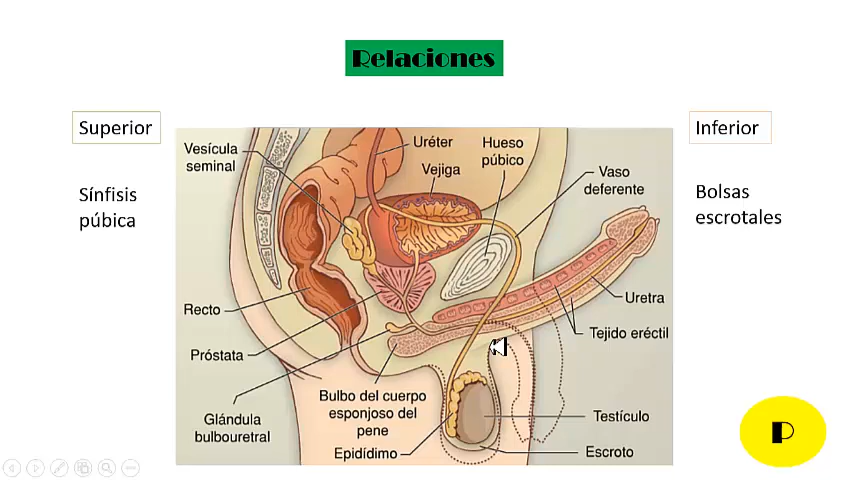 Relaciones
Superior
Inferior
Sínfisis
púbica
Bolsas
escrotales
Vesícula
seminal
Uréter
Vejiga
Hueso
púbico
Vaso
deferente
Recto
Próstata
Glándula
bulbouretral
Bulbo del cuerpo
esponjoso del
pene
Epidídimo
Uretra
Tejido eréctil
Testículo
Escroto
P